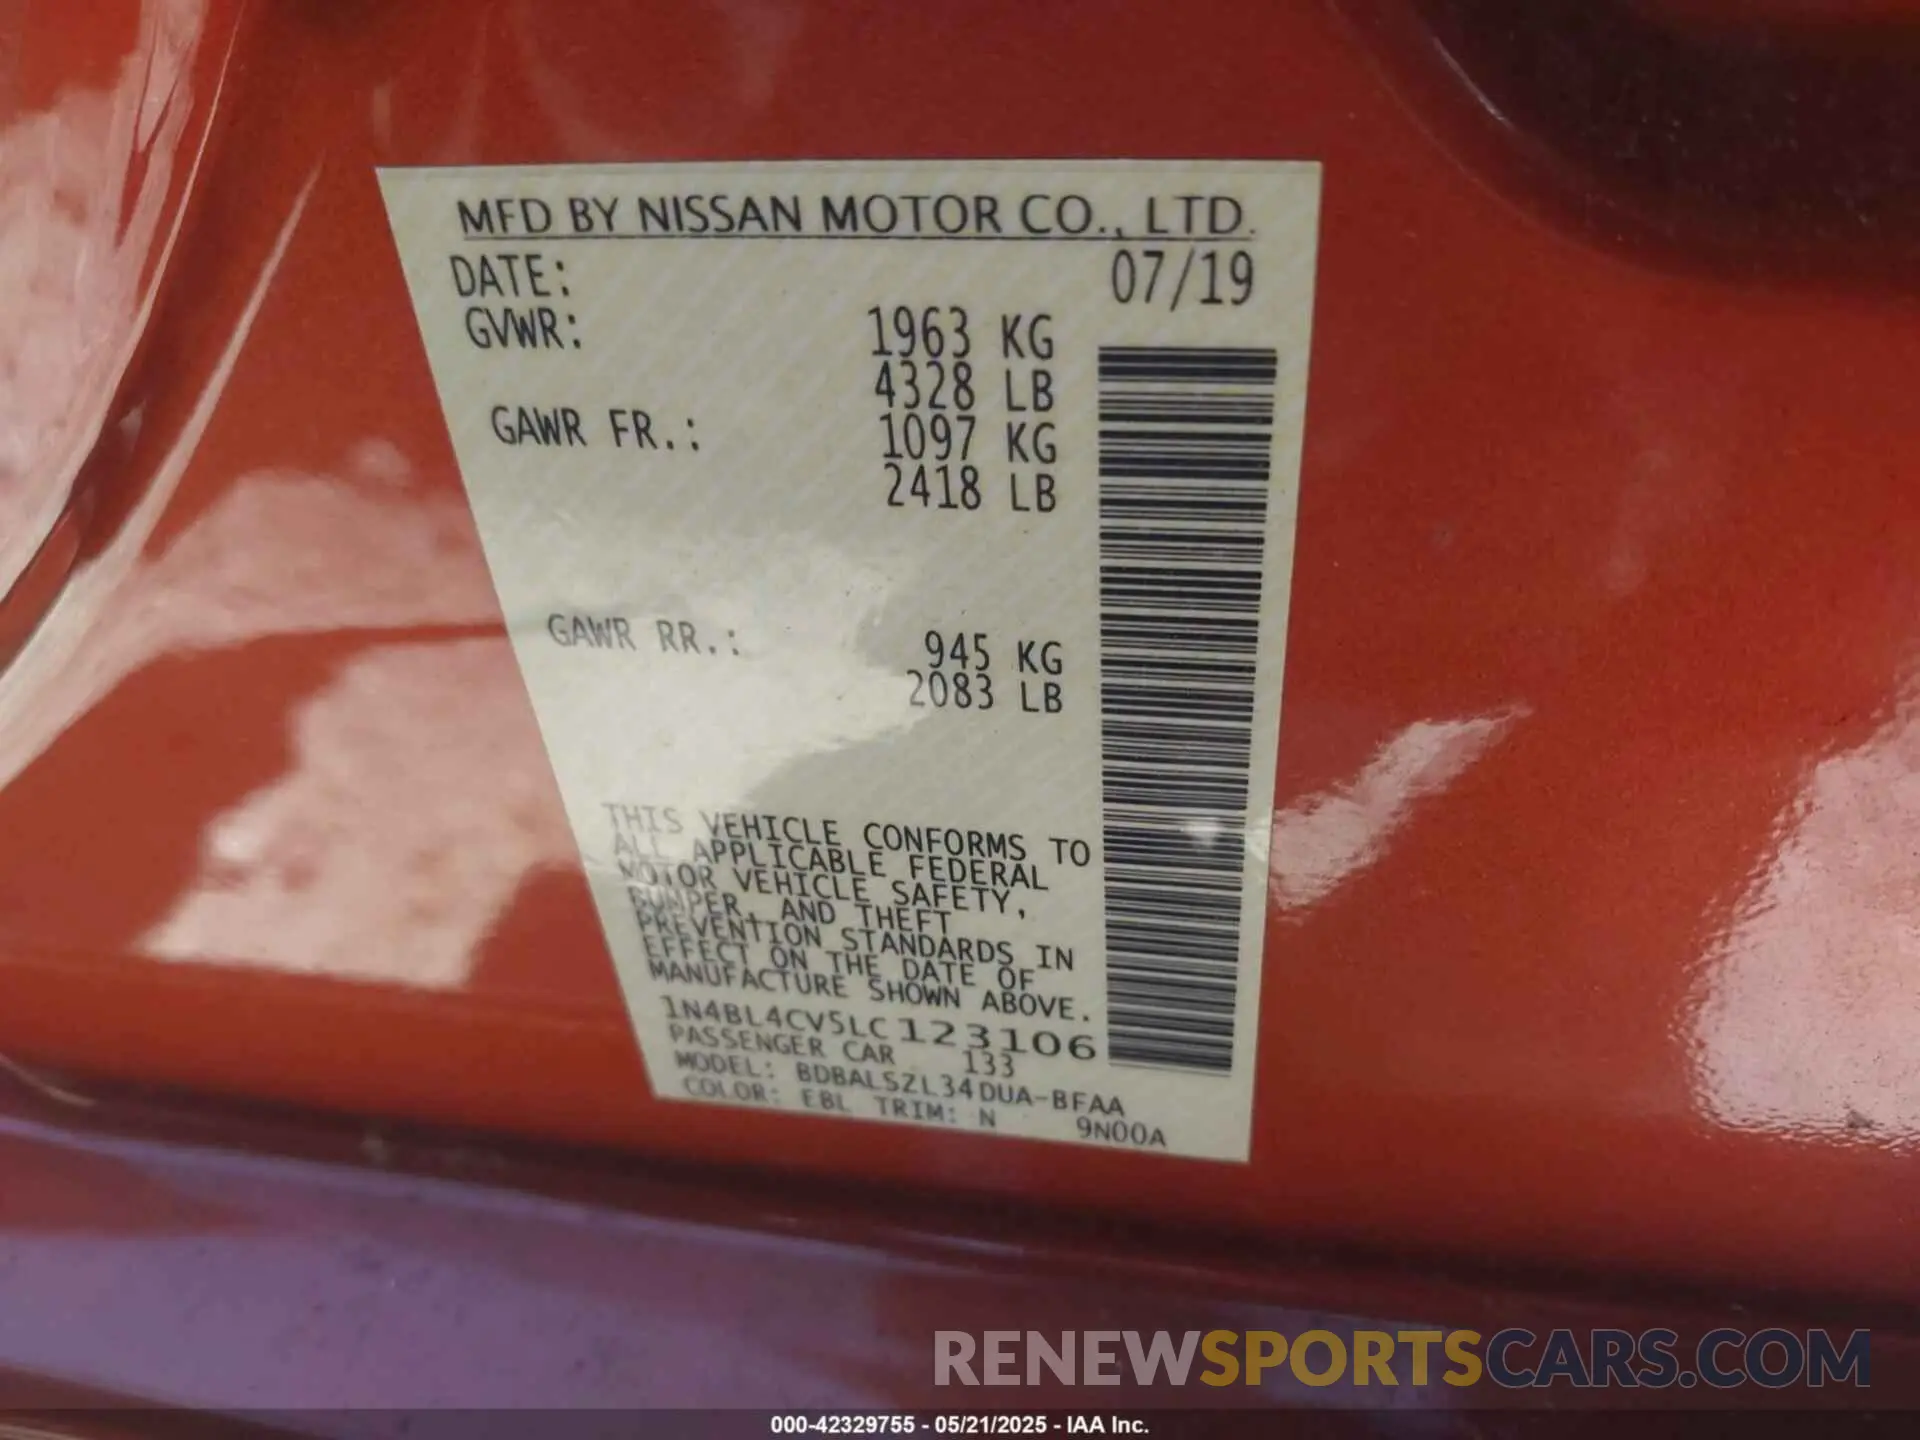 MFD BY NISSAN MOTOR CO., LTD.
DATE: 07/19
GVWR: 1963 KG
4328 LB
GAWR FR.: 1097 KG
2418 LB
GAWR RR.: 945 KG
2083 LB
THIS VEHICLE CONFORMS TO
ALL APPLICABLE FEDERAL
MOTOR VEHICLE SAFETY,
BUMPER, AND THEFT
PREVENTION STANDARDS IN
EFFECT ON THE DATE OF
MANUFACTURE SHOWN ABOVE.
1N4BL4CV5LC123106
PASSENGER CAR 133
MODEL: BDBALSZL34DUA-BFAA
COLOR: EBL TRIM: N 9N00A
RENEWSPORTSCARS.COM
000-42329755 - 05/21/2025 - IAA Inc.